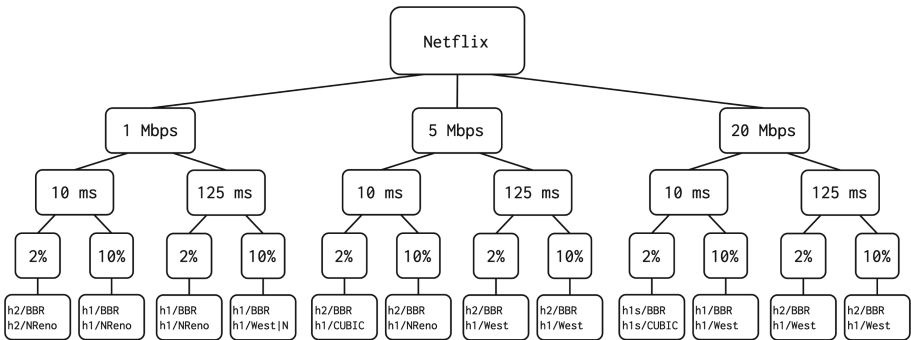 Netflix
1 Mbps
5 Mbps
20 Mbps
10 ms
125 ms
10 ms
125 ms
10 ms
125 ms
2%
10%
2%
10%
2%
10%
2%
10%
2%
10%
2%
10%
h2/BBR
h2/NReno
h1/BBR
h1/NReno
h1/BBR
h1/NReno
h1/BBR
h1/West|N
h2/BBR
h1/CUBIC
h2/BBR
h1/NReno
h2/BBR
h1/West
h2/BBR
h1/West
h1s/BBR
h1s/CUBIC
h1/BBR
h1/West
h2/BBR
h1/West
h2/BBR
h1/West